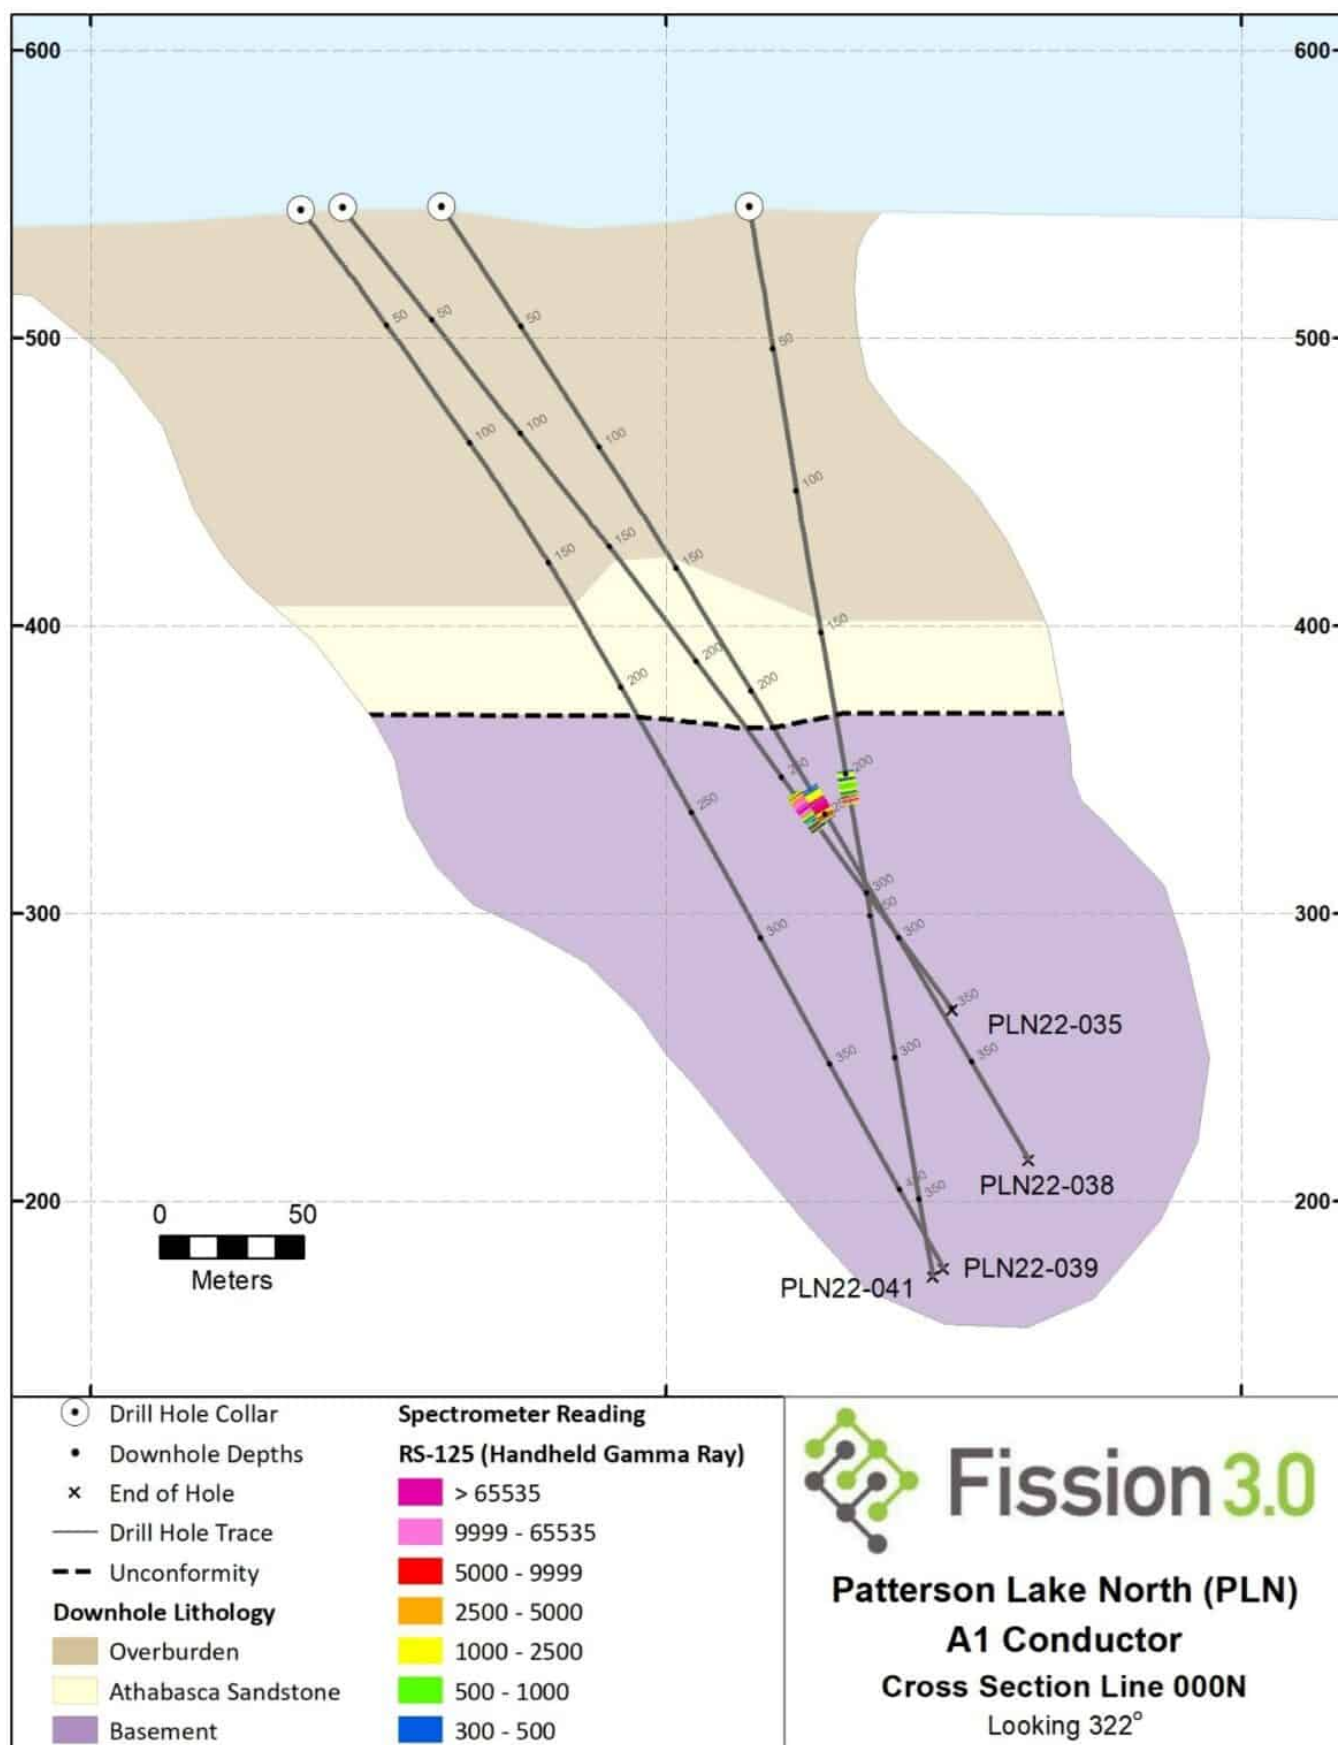 600 600
50 50 50 50
500 500
100 100 100 100
150 150 150 150
400 400
200 200 200
200
250
250
300
300 300
300
350
300
350 PLN22-035
350
350
PLN22-038
200 200
350
0 50
Meters
PLN22-039
PLN22-041
Drill Hole Collar
Downhole Depths
End of Hole
Drill Hole Trace
Unconformity
Downhole Lithology
Overburden
Athabasca Sandstone
Basement
Spectrometer Reading
RS-125 (Handheld Gamma Ray)
> 65535
9999 - 65535
5000 - 9999
2500 - 5000
1000 - 2500
500 - 1000
300 - 500
Fission 3.0
Patterson Lake North (PLN)
A1 Conductor
Cross Section Line 000N
Looking 322°